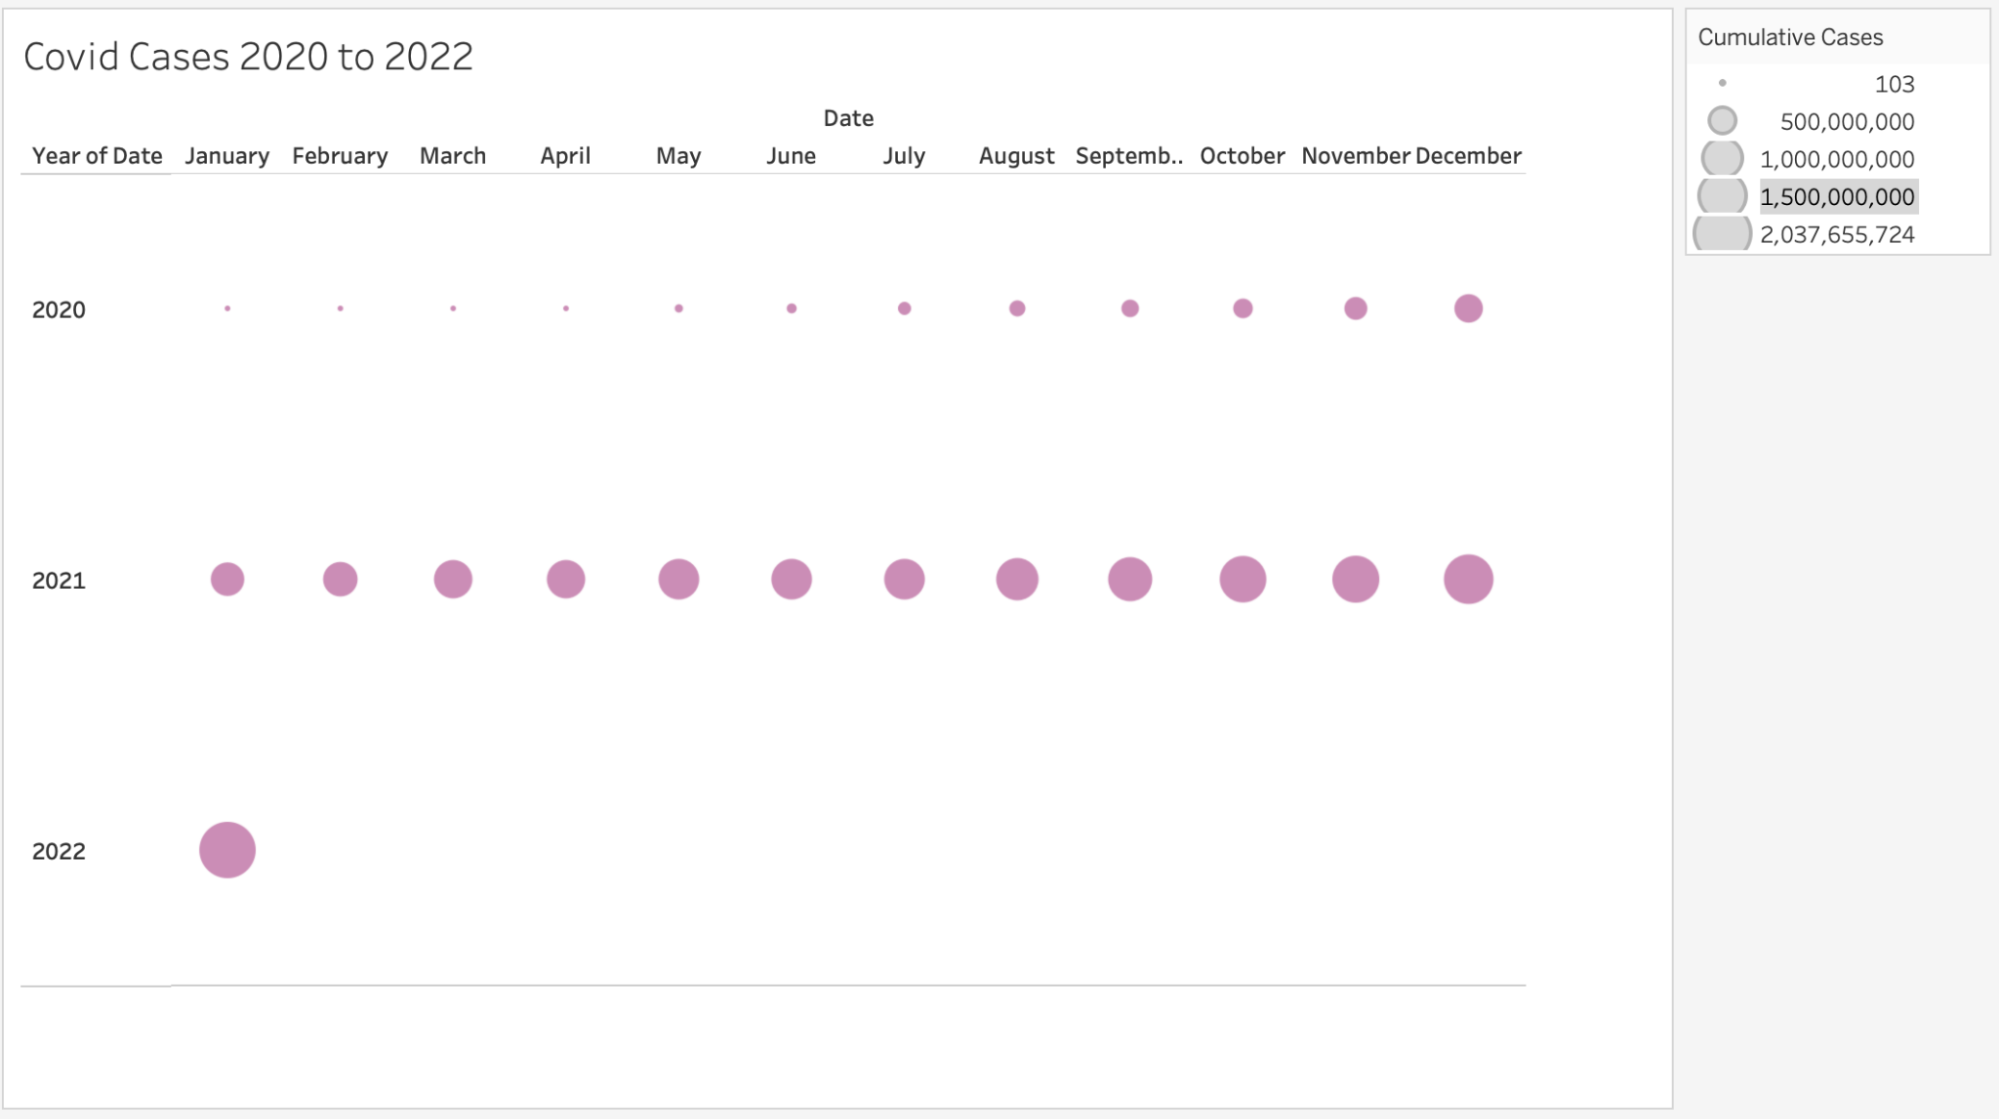 Covid Cases 2020 to 2022
Date
Year of Date January February March April May June July August Septemb.. October November December
2020
2021
2022
Cumulative Cases
103
500,000,000
1,000,000,000
1,500,000,000
2,037,655,724